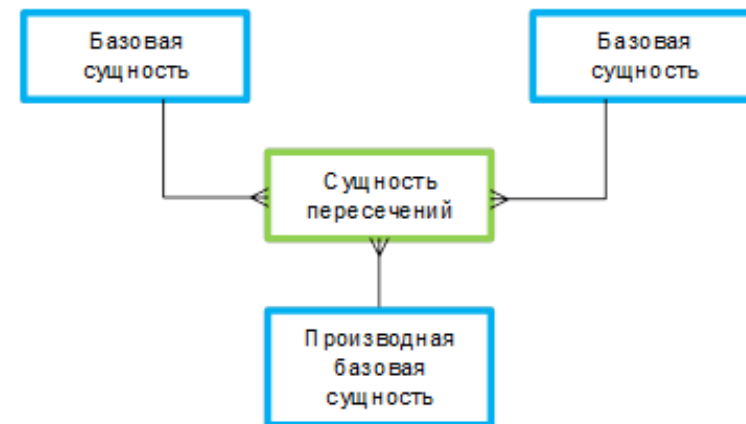 Базовая
сущность
Базовая
сущность
Сущность
пересечений
Производная
базовая
сущность